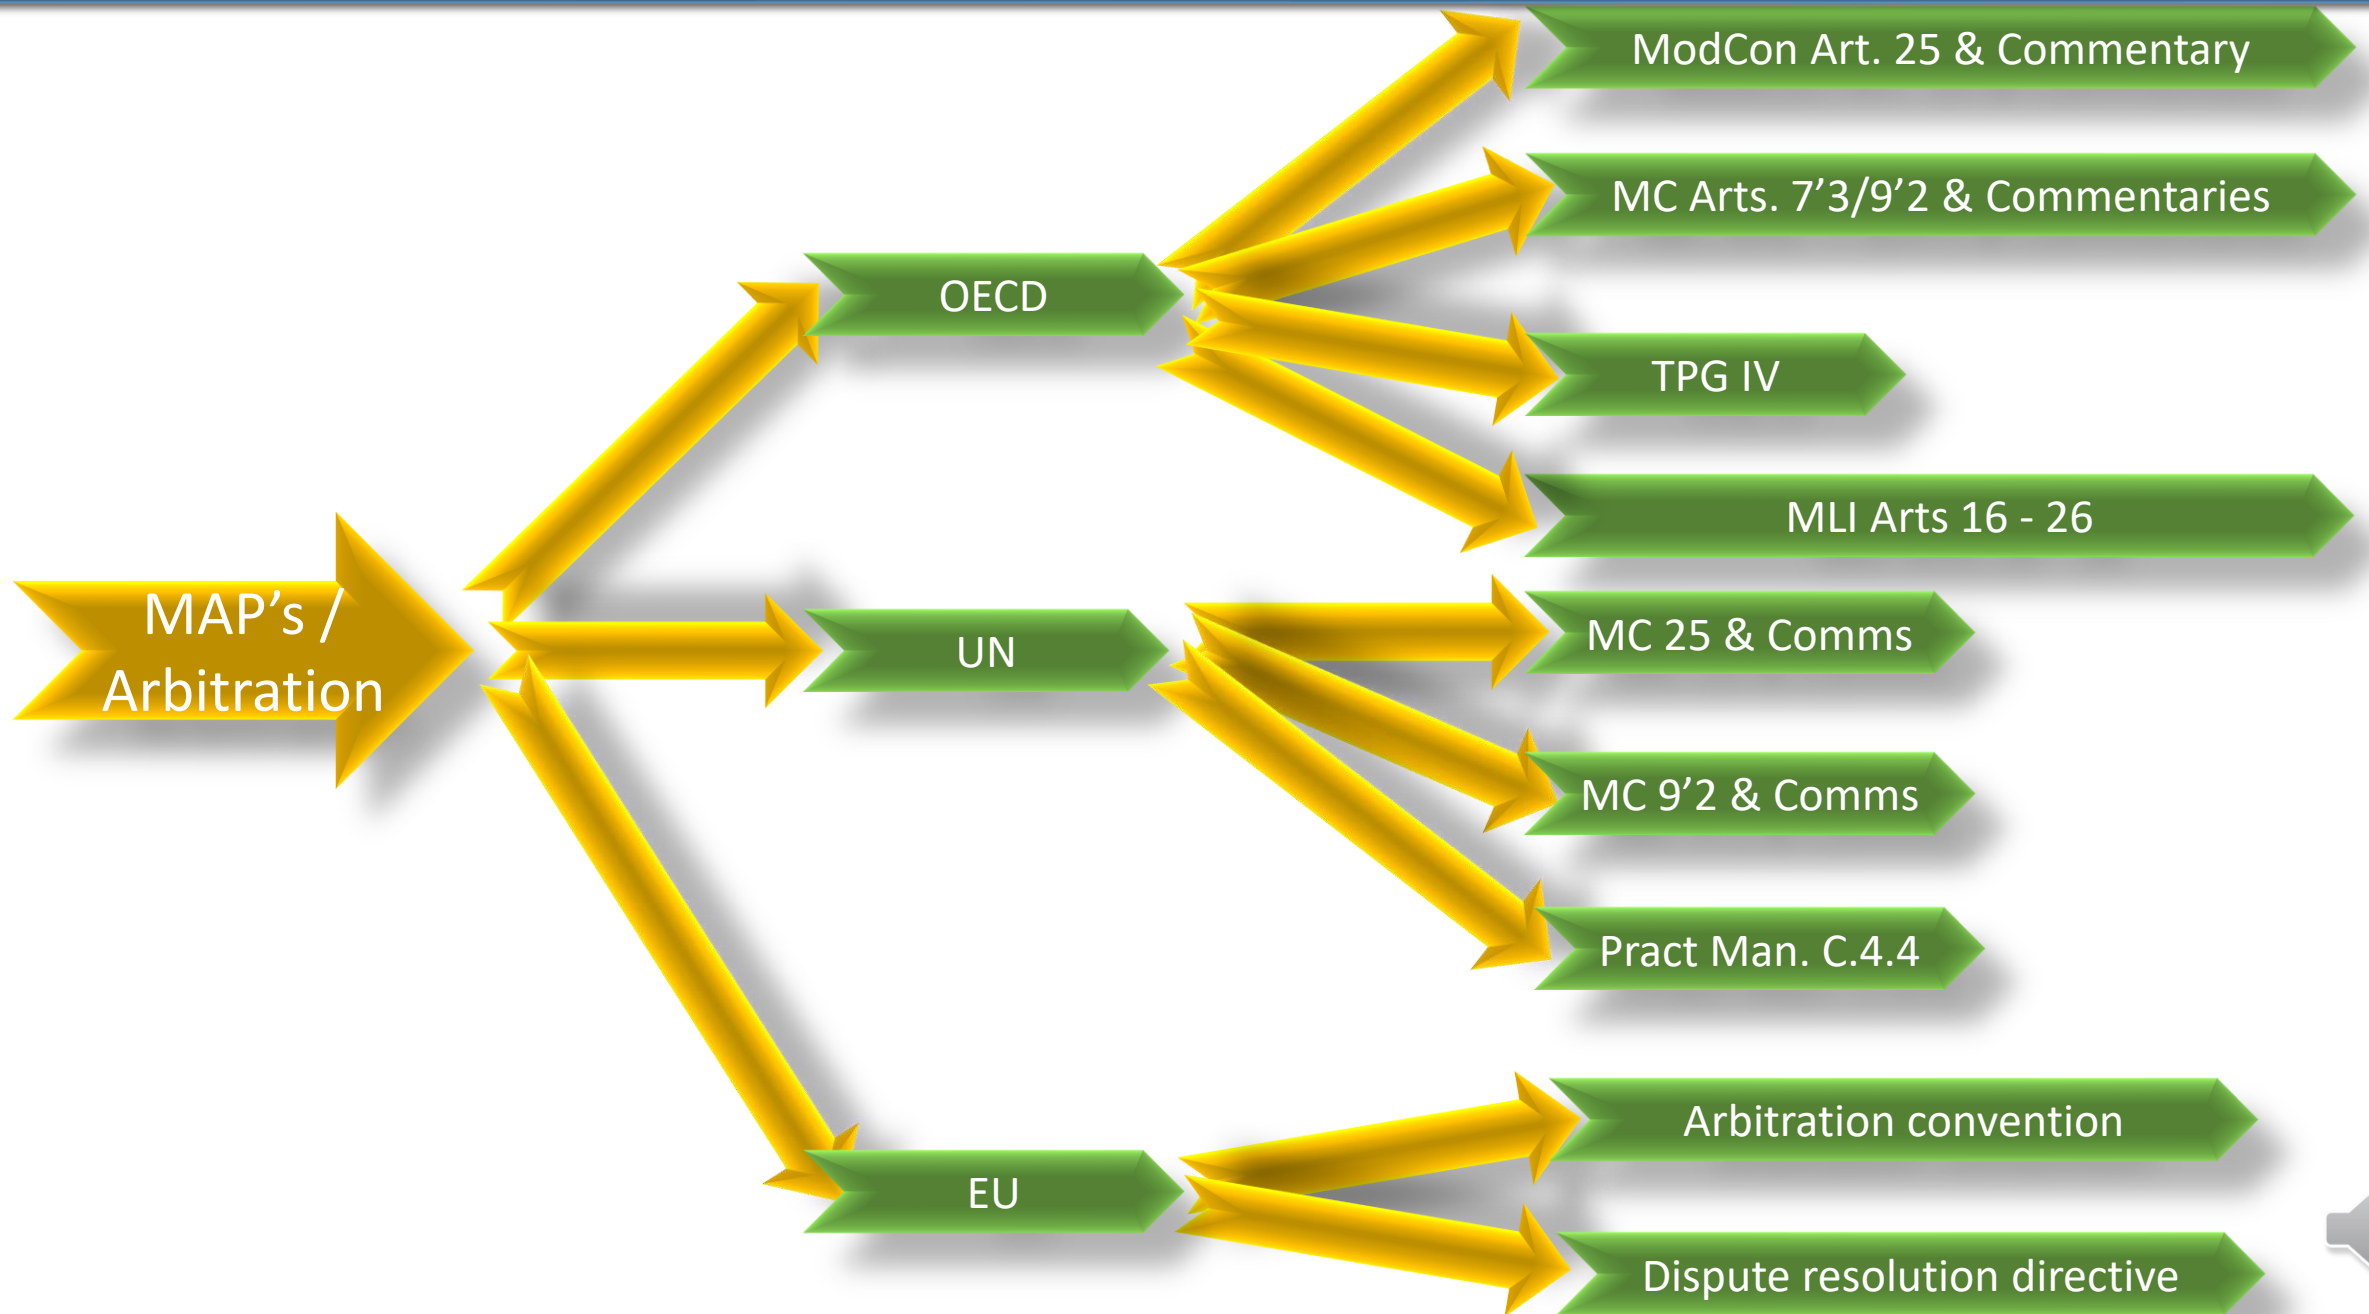 MAP’s /
Arbitration
OECD
ModCon Art. 25 & Commentary
MC Arts. 7’3/9’2 & Commentaries
TPG IV
MLI Arts 16 - 26
UN
MC 25 & Comms
MC 9’2 & Comms
Pract Man. C.4.4
EU
Arbitration convention
Dispute resolution directive